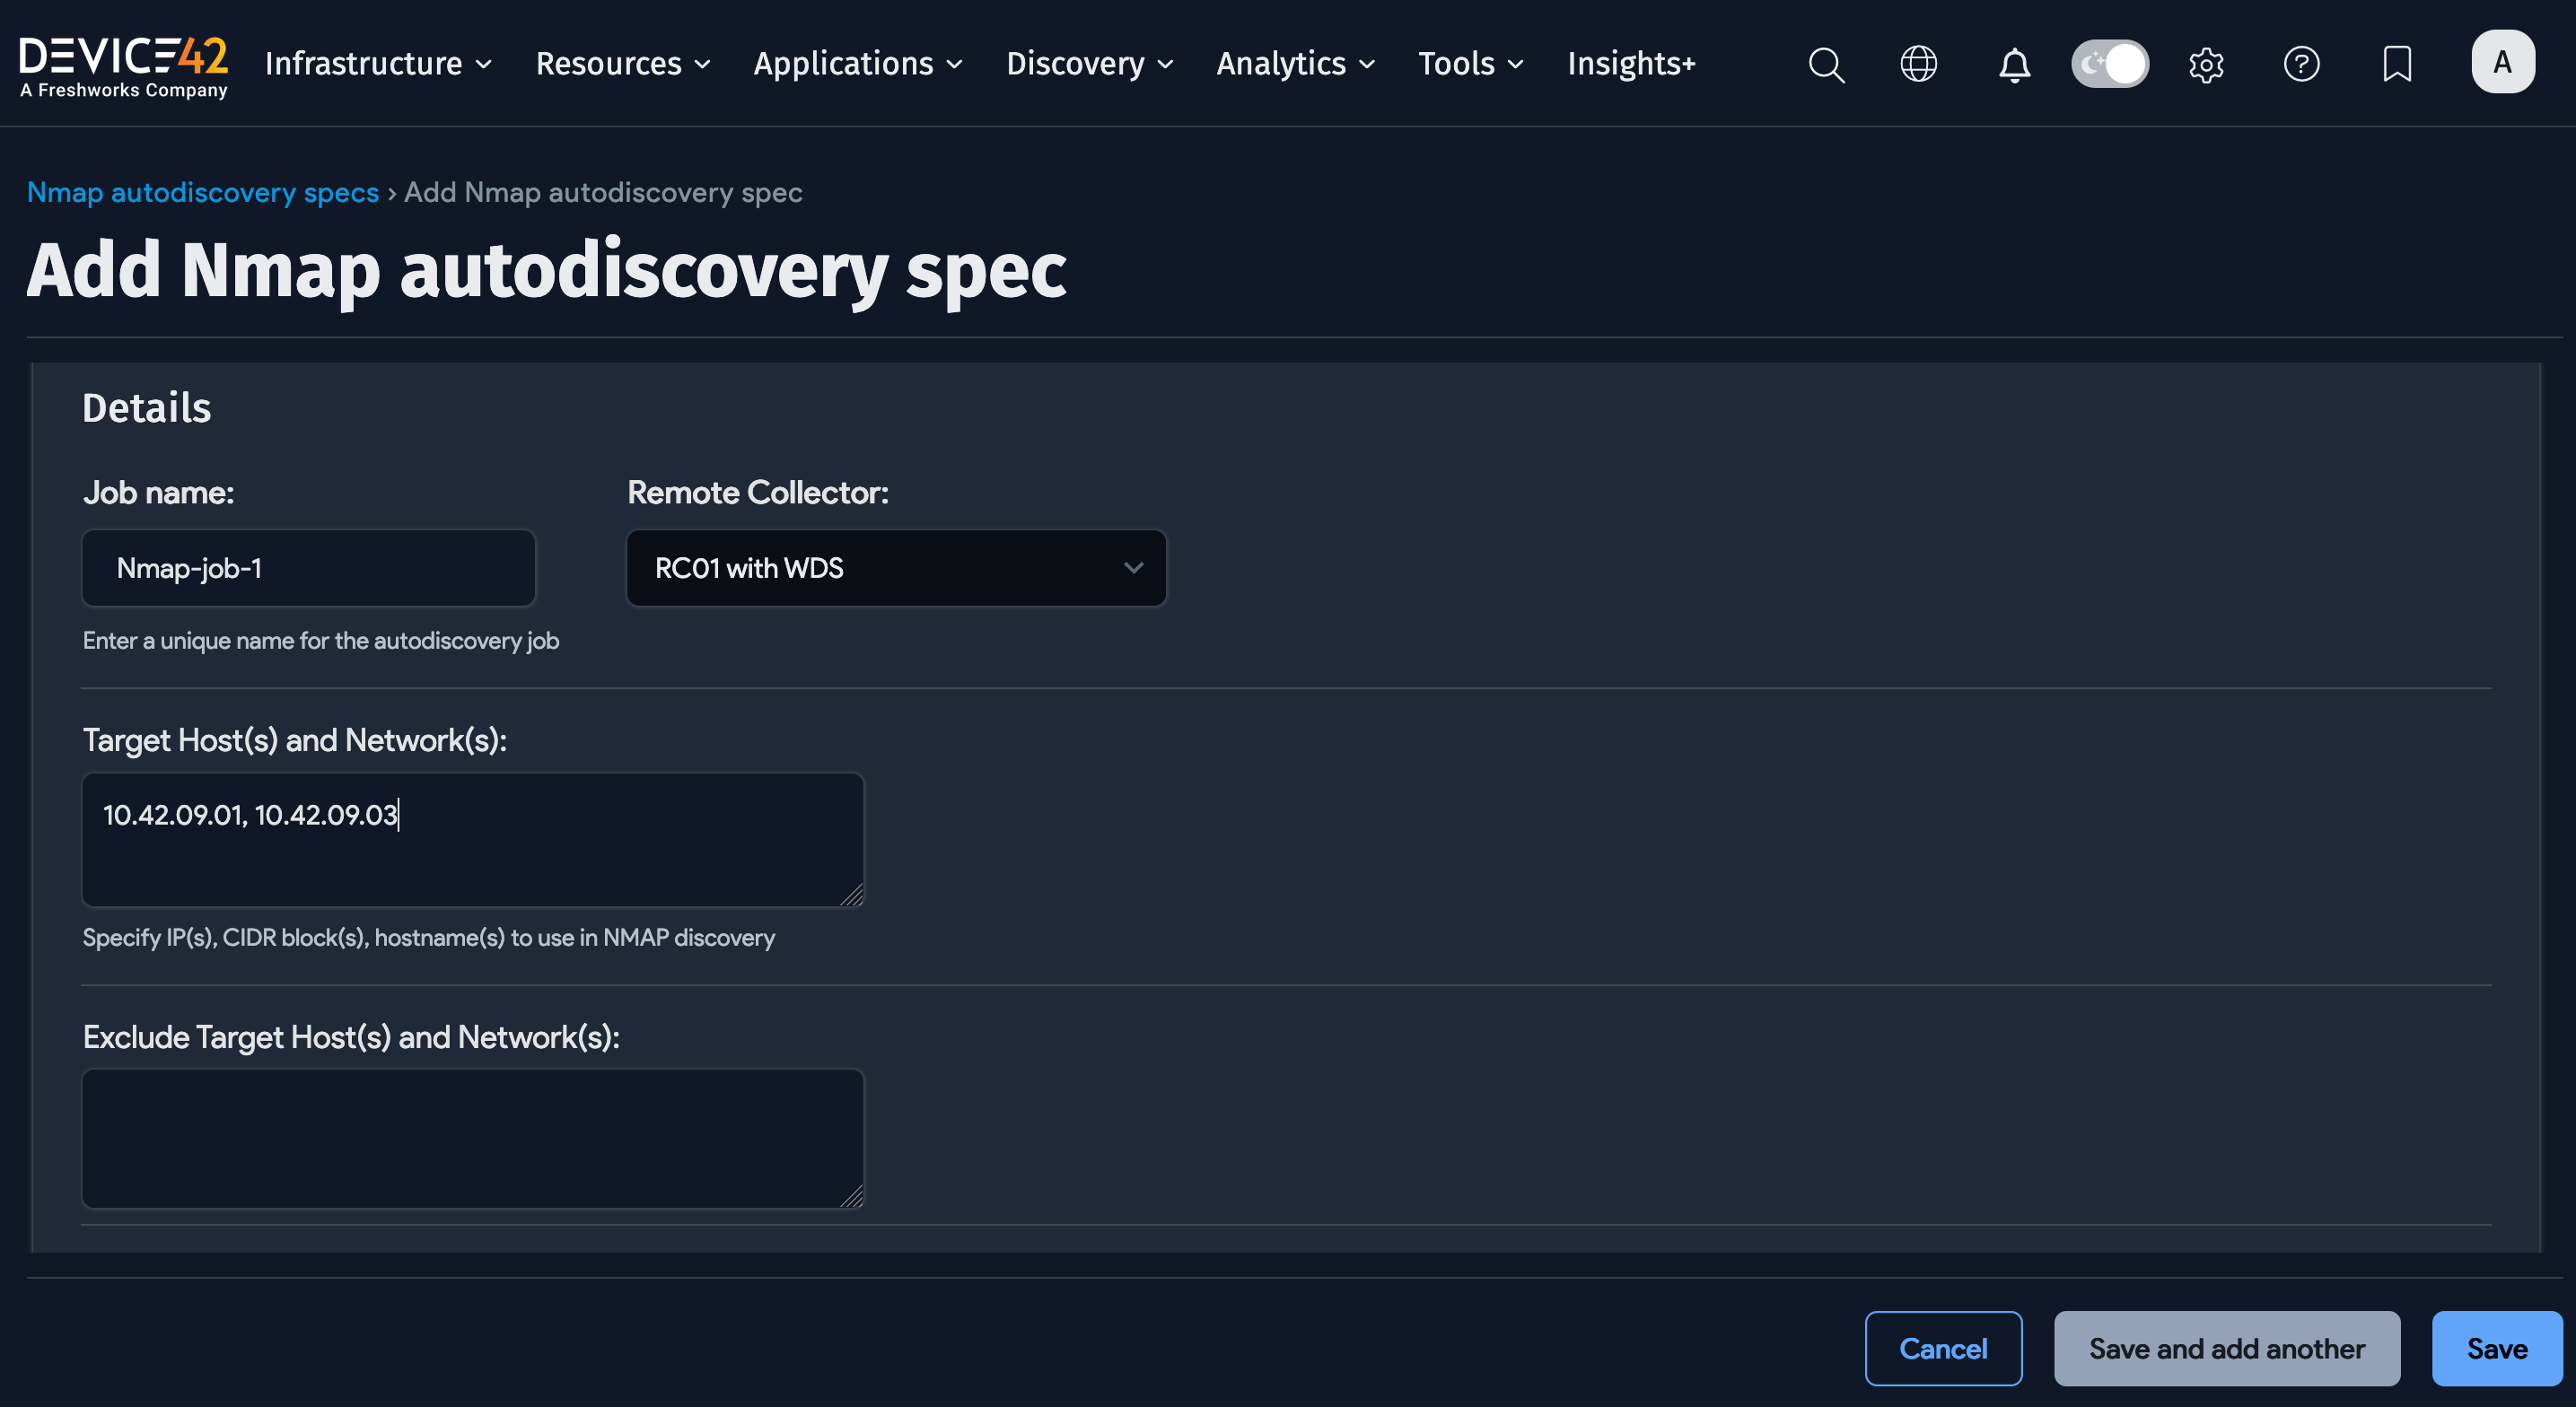 DEVICE42
A Freshworks Company
Infrastructure Resources Applications Discovery Analytics Tools Insights+ A
Nmap autodiscovery specs › Add Nmap autodiscovery spec
Add Nmap autodiscovery spec
Details
Job name: Remote Collector:
Nmap-job-1 RC01 with WDS
Enter a unique name for the autodiscovery job
Target Host(s) and Network(s):
10.42.09.01, 10.42.09.03
Specify IP(s), CIDR block(s), hostname(s) to use in NMAP discovery
Exclude Target Host(s) and Network(s):
Cancel Save and add another Save